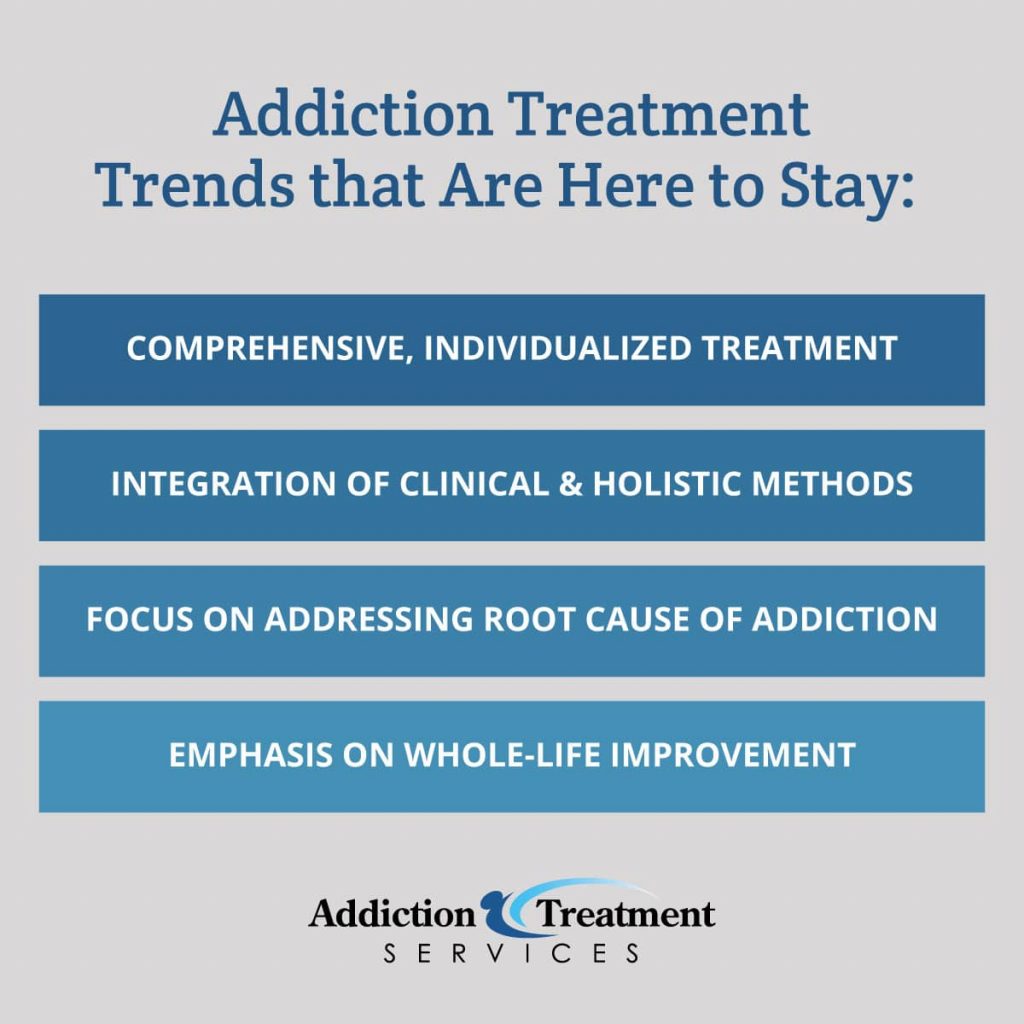 Addiction Treatment
Trends that Are Here to Stay:
COMPREHENSIVE, INDIVIDUALIZED TREATMENT
INTEGRATION OF CLINICAL & HOLISTIC METHODS
FOCUS ON ADDRESSING ROOT CAUSE OF ADDICTION
EMPHASIS ON WHOLE-LIFE IMPROVEMENT
Addiction Treatment
SERVICES